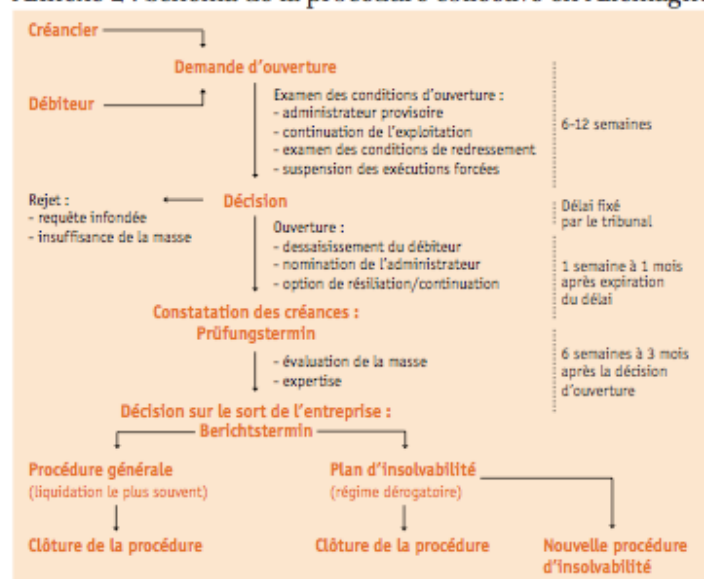 Créancier
Demande d'ouverture
Débiteur
Examen des conditions d'ouverture :
- administrateur provisoire
- continuation de l'exploitation
- examen des conditions de redressement
- suspension des exécutions forcées
6-12 semaines
Rejet :
- requête infondée
- insuffisance de la masse
Décision
Délai fixé
par le tribunal
Ouverture :
- dessaisissement du débiteur
- nomination de l'administrateur
- option de résiliation/continuation
1 semaine à 1 mois
après expiration
du délai
Constatation des créances :
Prüfungstermin
- évaluation de la masse
- expertise
6 semaines à 3 mois
après la décision
d'ouverture
Décision sur le sort de l'entreprise :
Berichtstermin
Procédure générale
(liquidation le plus souvent)
Plan d'insolvabilité
(régime dérogatoire)
Clôture de la procédure
Clôture de la procédure
Nouvelle procédure
d'insolvabilité